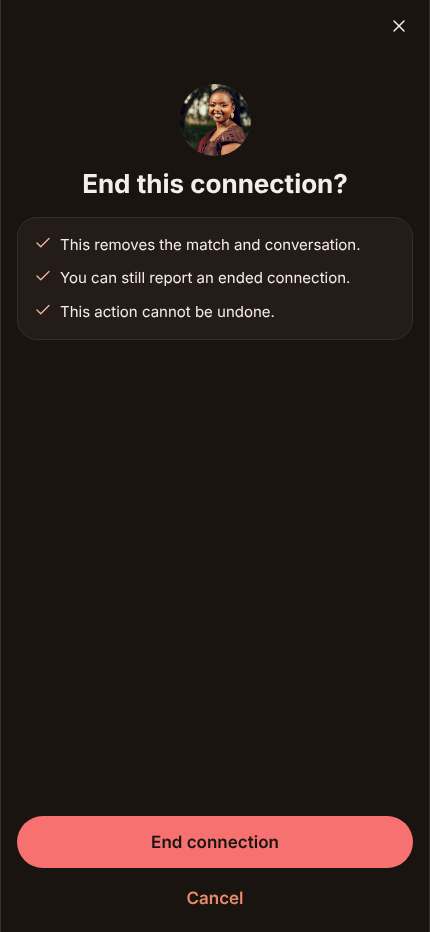 End this connection?
This removes the match and conversation.
You can still report an ended connection.
This action cannot be undone.
End connection
Cancel